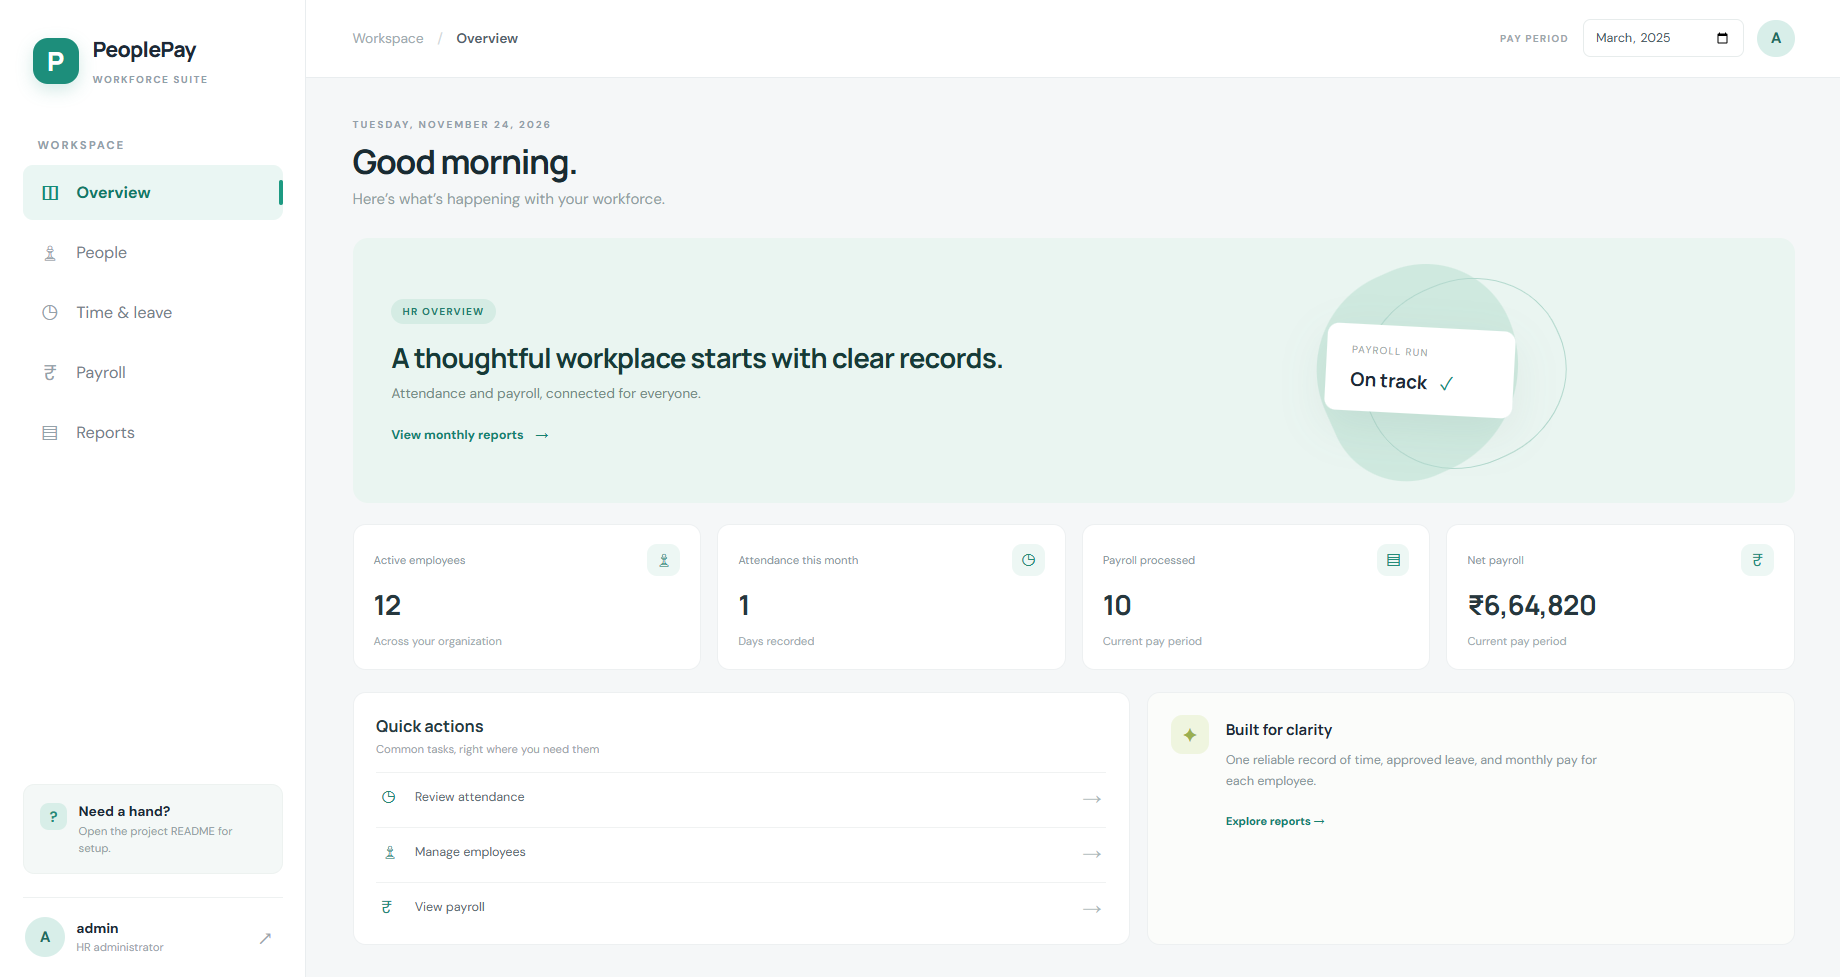 P
PeoplePay
WORKFORCE SUITE
WORKSPACE
Overview
People
Time & leave
₹ Payroll
Reports
? Need a hand?
Open the project README for
setup.
A admin
HR administrator
Workspace / Overview
PAY PERIOD
March, 2025
A
TUESDAY, NOVEMBER 24, 2026
Good morning.
Here’s what’s happening with your workforce.
HR OVERVIEW
A thoughtful workplace starts with clear records.
Attendance and payroll, connected for everyone.
View monthly reports →
PAYROLL RUN
On track ✓
Active employees
12
Across your organization
Attendance this month
1
Days recorded
Payroll processed
10
Current pay period
Net payroll ₹
₹6,64,820
Current pay period
Quick actions
Common tasks, right where you need them
Review attendance →
Manage employees →
₹ View payroll →
Built for clarity
One reliable record of time, approved leave, and monthly pay for
each employee.
Explore reports →